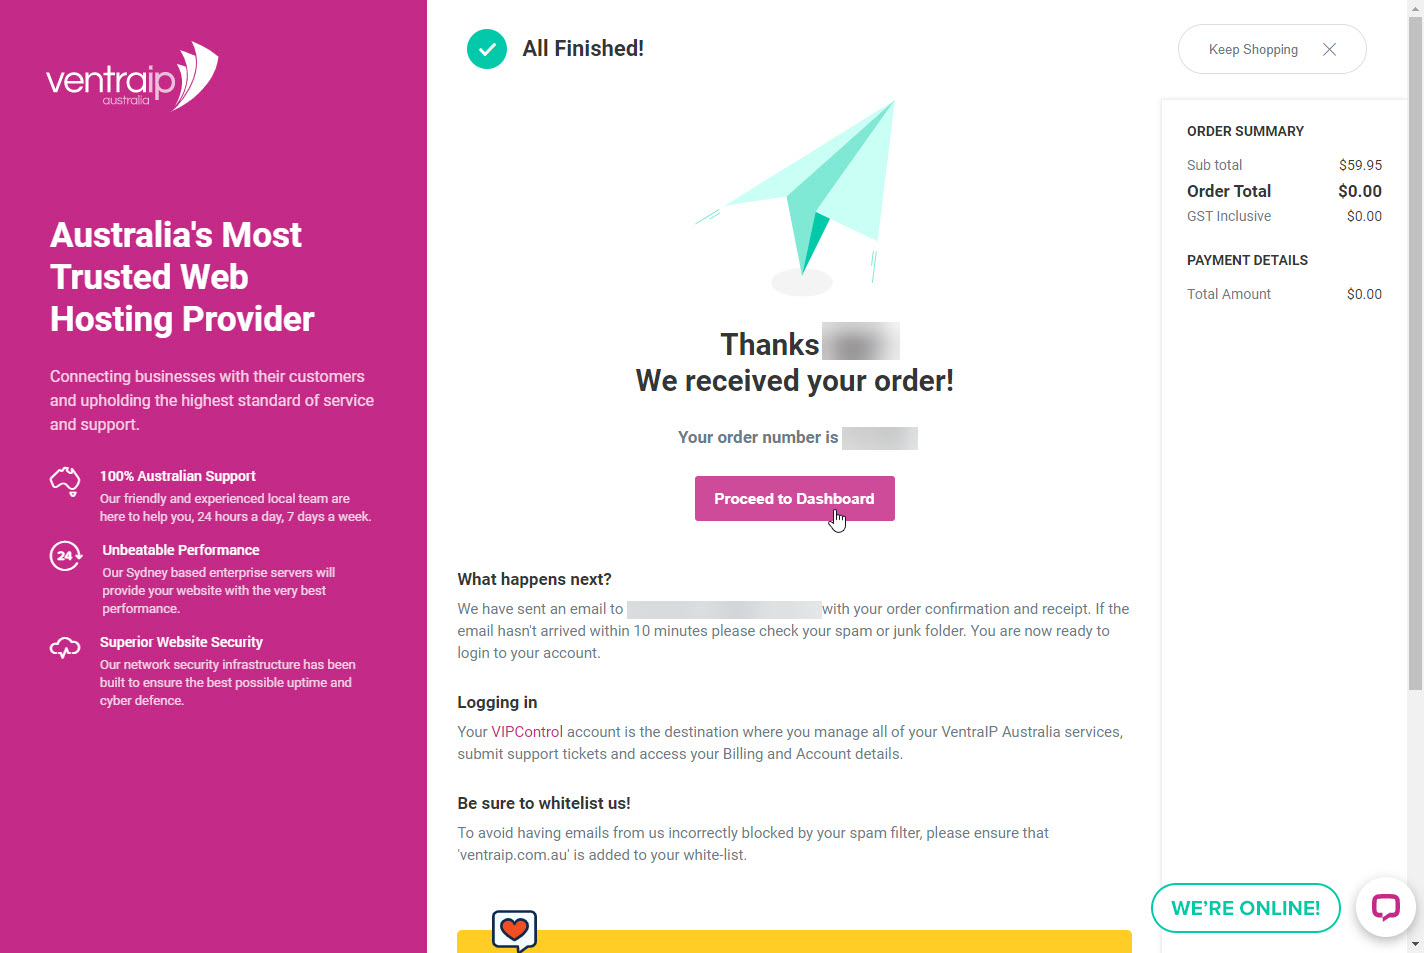 ventraip
australia
Australia's Most
Trusted Web
Hosting Provider
Connecting businesses with their customers
and upholding the highest standard of service
and support.
100% Australian Support
Our friendly and experienced local team are
here to help you, 24 hours a day, 7 days a week.
24
Unbeatable Performance
Our Sydney based enterprise servers will
provide your website with the very best
performance.
Superior Website Security
Our network security infrastructure has been
built to ensure the best possible uptime and
cyber defence.
All Finished!
Thanks
We received your order!
Your order number is
Proceed to Dashboard
What happens next?
We have sent an email to with your order confirmation and receipt. If the
email hasn't arrived within 10 minutes please check your spam or junk folder. You are now ready to
login to your account.
Logging in
Your VIPControl account is the destination where you manage all of your VentraIP Australia services,
submit support tickets and access your Billing and Account details.
Be sure to whitelist us!
To avoid having emails from us incorrectly blocked by your spam filter, please ensure that
'ventraip.com.au' is added to your white-list.
Keep Shopping
ORDER SUMMARY
Sub total $59.95
Order Total $0.00
GST Inclusive $0.00
PAYMENT DETAILS
Total Amount $0.00
WE'RE ONLINE!